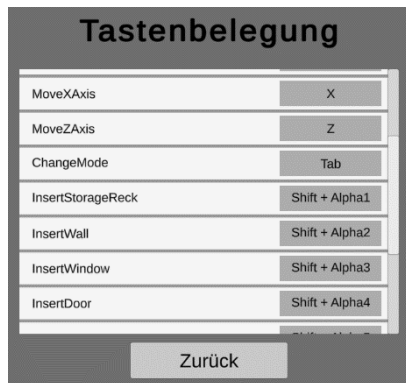 Tastenbelegung
MoveXAxis X
MoveZAxis Z
ChangeMode Tab
InsertStorageReck Shift + Alpha1
InsertWall Shift + Alpha2
InsertWindow Shift + Alpha3
InsertDoor Shift + Alpha4
Zurück